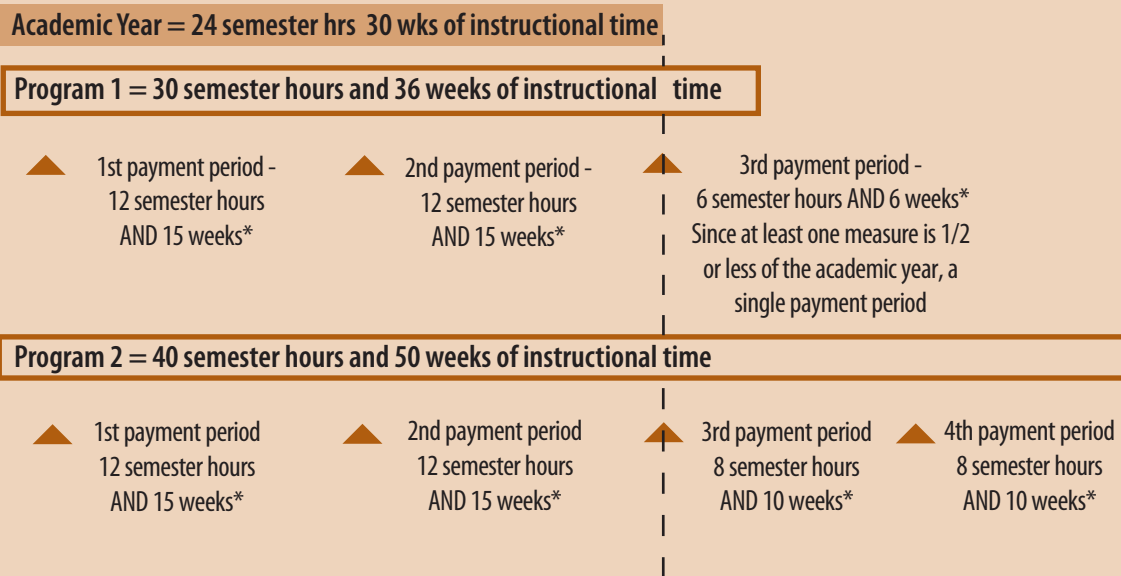 Academic Year = 24 semester hrs 30 wks of instructional time
Program 1 = 30 semester hours and 36 weeks of instructional time
1st payment period -
12 semester hours
AND 15 weeks*
2nd payment period -
12 semester hours
AND 15 weeks*
3rd payment period -
6 semester hours AND 6 weeks*
Since at least one measure is 1/2
or less of the academic year, a
single payment period
Program 2 = 40 semester hours and 50 weeks of instructional time
1st payment period
12 semester hours
AND 15 weeks*
2nd payment period
12 semester hours
AND 15 weeks*
3rd payment period
8 semester hours
AND 10 weeks*
4th payment period
8 semester hours
AND 10 weeks*